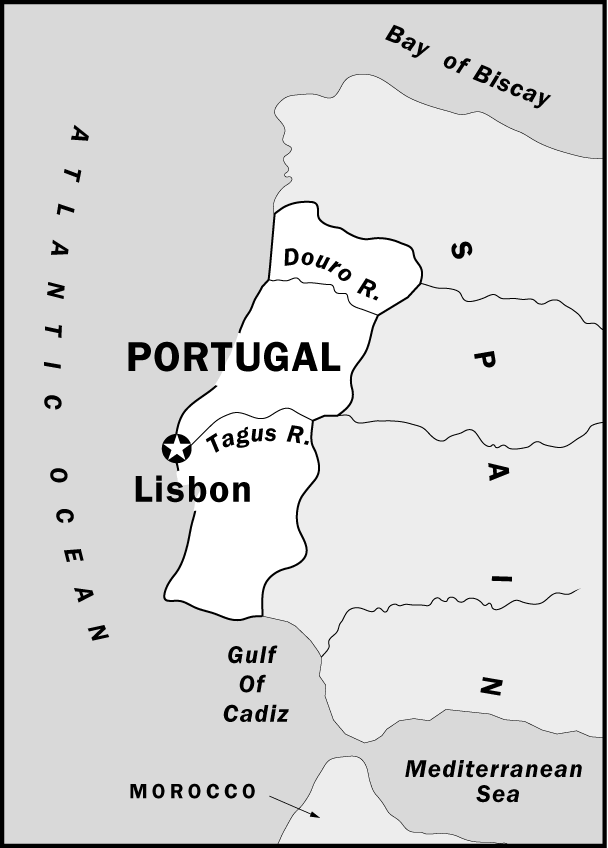 Bay of Biscay
ATLANTIC OCEAN
SPAIN
Douro R.
PORTUGAL
Tagus R.
Lisbon
Gulf
Of
Cadiz
Mediterranean
Sea
MOROCCO